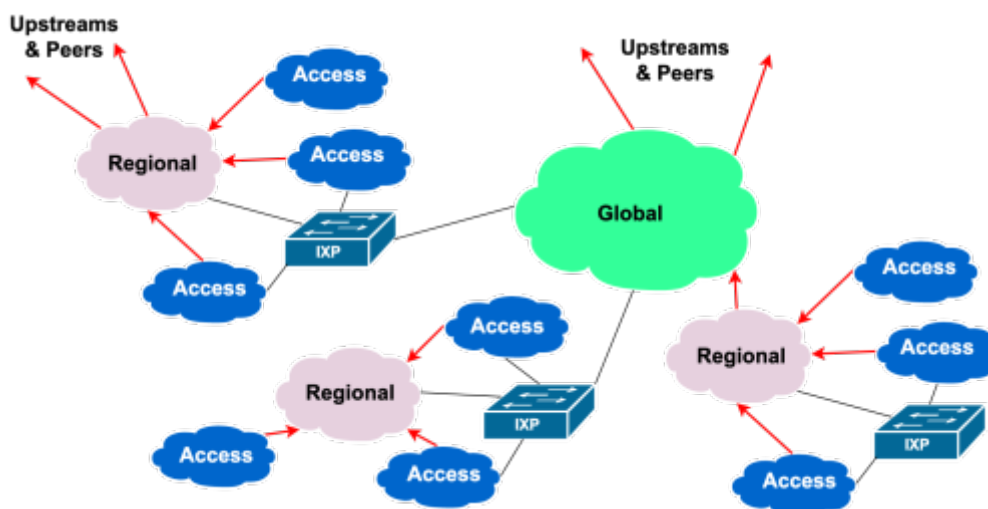 Upstreams
& Peers
Access
Access
Regional
IXP
Access
Upstreams
& Peers
Global
Access
Regional
IXP
Access
Access
Access
Access
Regional
IXP
Access